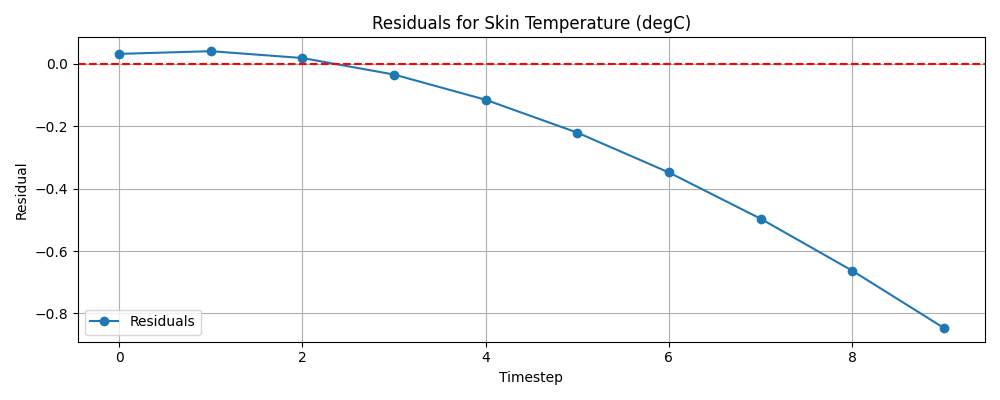 Residuals for Skin Temperature (degC)
Residual
0.0
−0.2
−0.4
−0.6
−0.8
Residuals
0 2 4 6 8
Timestep